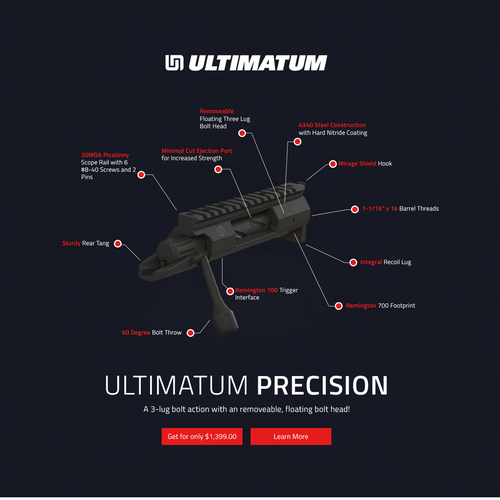 ULTIMATUM
Removeable
Floating Three Lug
Bolt Head
4340 Steel Construction
with Hard Nitride Coating
Minimal Cut Ejection Port
for Increased Strength
20MOA Picatinny
Scope Rail with 6
#8-40 Screws and 2
Pins
Mirage Shield Hook
1-1/16" x 16 Barrel Threads
Sturdy Rear Tang
Integral Recoil Lug
Remington 700 Trigger
Interface
Remington 700 Footprint
60 Degree Bolt Throw
ULTIMATUM PRECISION
A 3-lug bolt action with an removeable, floating bolt head!
Get for only $1,399.00
Learn More